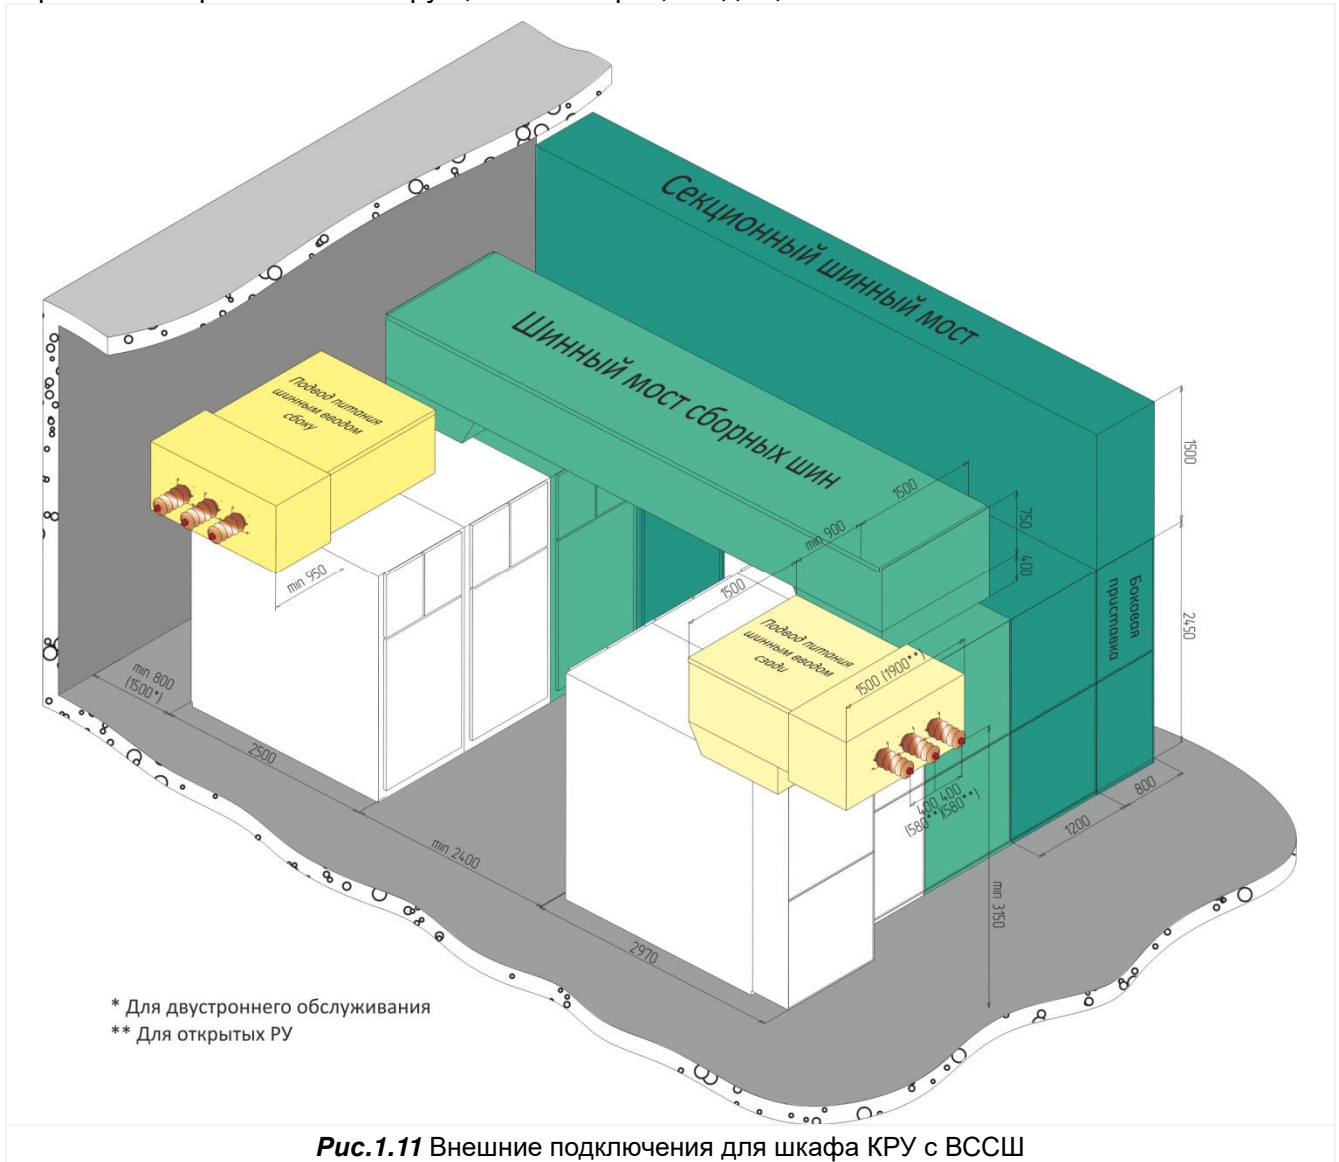 Секционный шинный мост
Шинный мост сборных шин
Подвод питания
шинным вводом
сбоку
1500
1500
750
min 900
400
min 950
1500
Боковая
приставка
2450
Подвод питания
шинным вводом
сзади
1500 (1900**)
min 800
(1500*)
2500
400 400
(580**)(580**)
800
1200
min 2400
min 3150
2970
* Для двустроннего обслуживания
** Для открытых РУ
Рис.1.11 Внешние подключения для шкафа КРУ с ВССШ